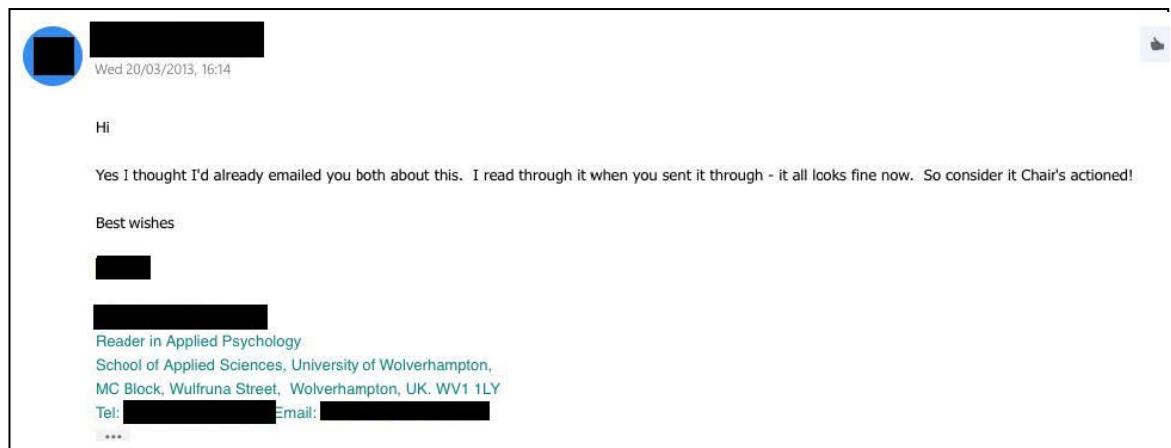 Wed 20/03/2013, 16:14
Hi
Yes I thought I'd already emailed you both about this.  I read through it when you sent it through - it all looks fine now.  So consider it Chair's actioned!
Best wishes
Reader in Applied Psychology
School of Applied Sciences, University of Wolverhampton,
MC Block, Wulfruna Street,  Wolverhampton, UK. WV1 1LY
Tel: Email: